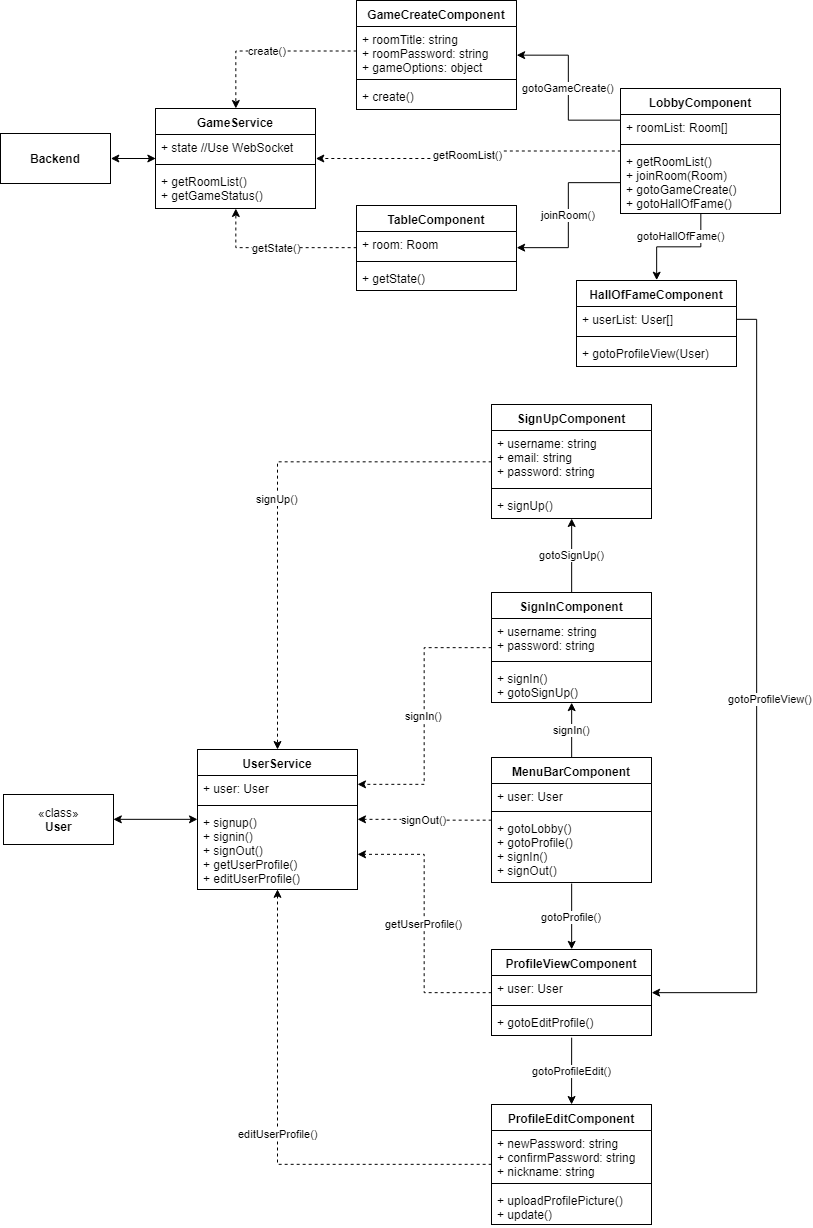 GameCreateComponent
+ roomTitle: string
+ roomPassword: string
+ gameOptions: object
+ create()
create()
gotoGameCreate()
LobbyComponent
+ roomList: Room[]
+ getRoomList()
+ joinRoom(Room)
+ gotoGameCreate()
+ gotoHallOfFame()
GameService
+ state //Use WebSocket
+ getRoomList()
+ getGameStatus()
Backend
getRoomList()
joinRoom()
TableComponent
+ room: Room
+ getState()
getState()
gotoHallOfFame()
HallOfFameComponent
+ userList: User[]
+ gotoProfileView(User)
SignUpComponent
+ username: string
+ email: string
+ password: string
+ signUp()
signUp()
gotoSignUp()
SignInComponent
+ username: string
+ password: string
+ signIn()
+ gotoSignUp()
gotoProfileView()
signIn()
signIn()
UserService
+ user: User
+ signup()
+ signin()
+ signOut()
+ getUserProfile()
+ editUserProfile()
MenuBarComponent
+ user: User
+ gotoLobby()
+ gotoProfile()
+ signIn()
+ signOut()
«class»
User
signOut()
gotoProfile()
getUserProfile()
ProfileViewComponent
+ user: User
+ gotoEditProfile()
gotoProfileEdit()
ProfileEditComponent
+ newPassword: string
+ confirmPassword: string
+ nickname: string
+ uploadProfilePicture()
+ update()
editUserProfile()